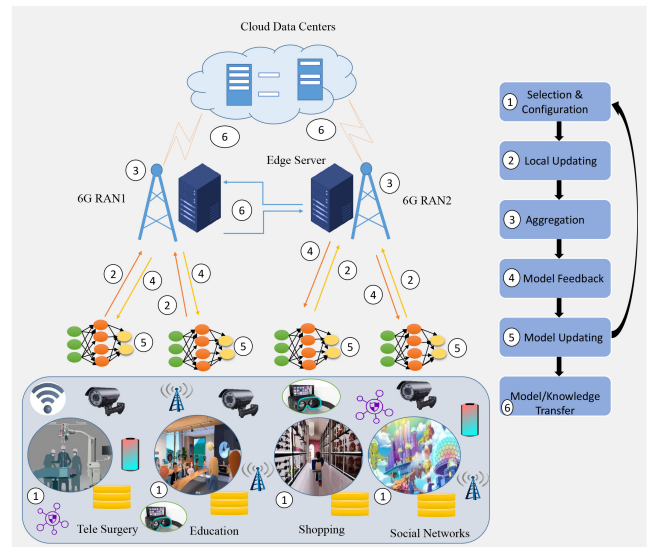 Cloud Data Centers
6
6
Edge Server
3
3
6G RAN1
6
6G RAN2
2
4
4
2
4
2
4
2
5
5
5
5
1
1
1
1
Tele Surgery
Education
Shopping
Social Networks
1
Selection &
Configuration
2
Local Updating
3
Aggregation
4
Model Feedback
5
Model Updating
6
Model/Knowledge
Transfer